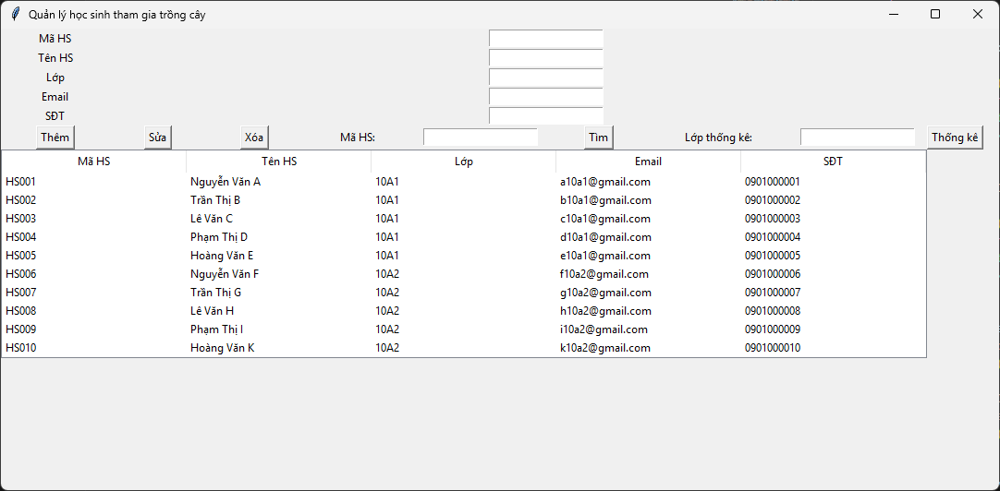 Quản lý học sinh tham gia trồng cây
Mã HS
Tên HS
Lớp
Email
SĐT
Thêm Sửa Xóa Mã HS: Tìm Lớp thống kê: Thống kê
Mã HS Tên HS Lớp Email SĐT
HS001 Nguyễn Văn A 10A1 a10a1@gmail.com 0901000001
HS002 Trần Thị B 10A1 b10a1@gmail.com 0901000002
HS003 Lê Văn C 10A1 c10a1@gmail.com 0901000003
HS004 Phạm Thị D 10A1 d10a1@gmail.com 0901000004
HS005 Hoàng Văn E 10A1 e10a1@gmail.com 0901000005
HS006 Nguyễn Văn F 10A2 f10a2@gmail.com 0901000006
HS007 Trần Thị G 10A2 g10a2@gmail.com 0901000007
HS008 Lê Văn H 10A2 h10a2@gmail.com 0901000008
HS009 Phạm Thị I 10A2 i10a2@gmail.com 0901000009
HS010 Hoàng Văn K 10A2 k10a2@gmail.com 0901000010